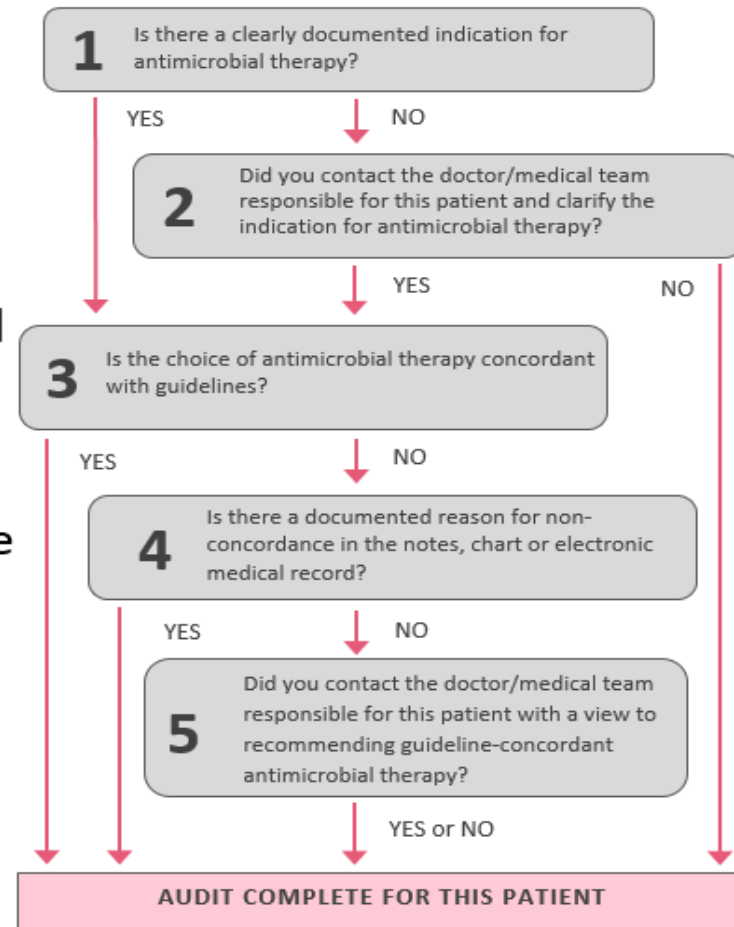 1
Is there a clearly documented indication for
antimicrobial therapy?
YES
NO
2
Did you contact the doctor/medical team
responsible for this patient and clarify the
indication for antimicrobial therapy?
YES
NO
3
Is the choice of antimicrobial therapy concordant
with guidelines?
YES
NO
4
Is there a documented reason for non-
concordance in the notes, chart or electronic
medical record?
YES
NO
5
Did you contact the doctor/medical team
responsible for this patient with a view to
recommending guideline-concordant
antimicrobial therapy?
YES or NO
AUDIT COMPLETE FOR THIS PATIENT